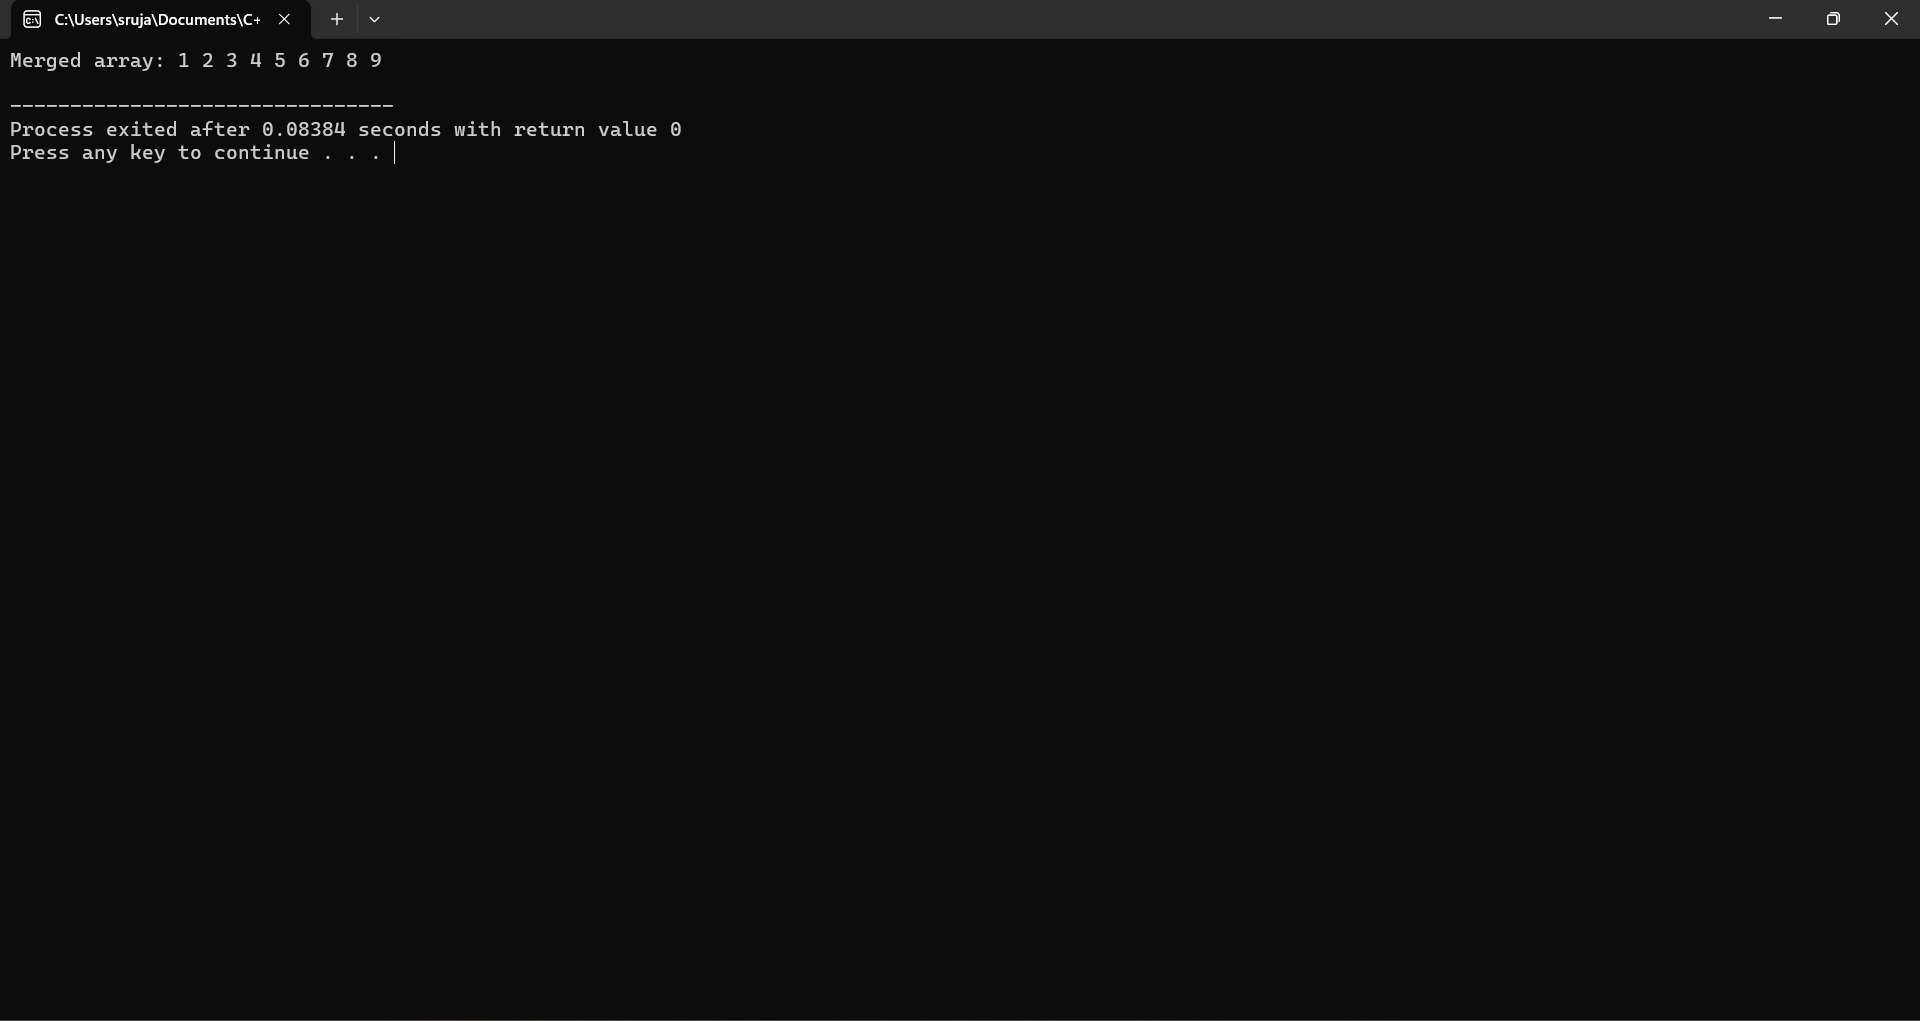 C:\Users\sruja\Documents\C+
Merged array: 1 2 3 4 5 6 7 8 9
--------------------------------
Process exited after 0.08384 seconds with return value 0
Press any key to continue . . .